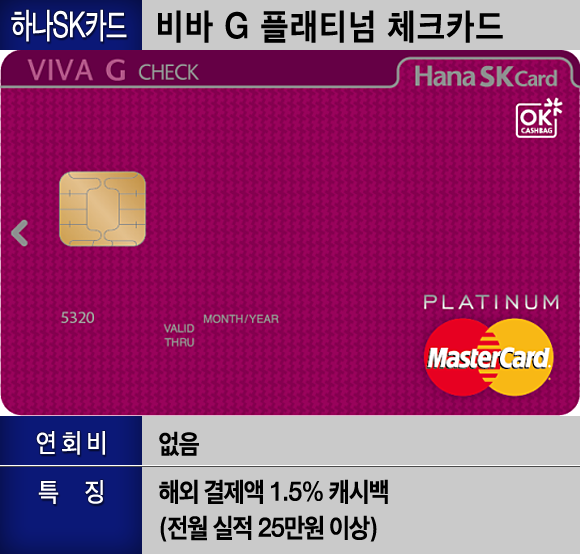 하나SK카드 비바 G 플래티넘 체크카드
VIVA G CHECK
Hana SK Card
OK
CASHBAG
5320
MONTH/YEAR
VALID
THRU
PLATINUM
MasterCard
연회비 없음
특 징 해외 결제액 1.5% 캐시백
(전월 실적 25만원 이상)